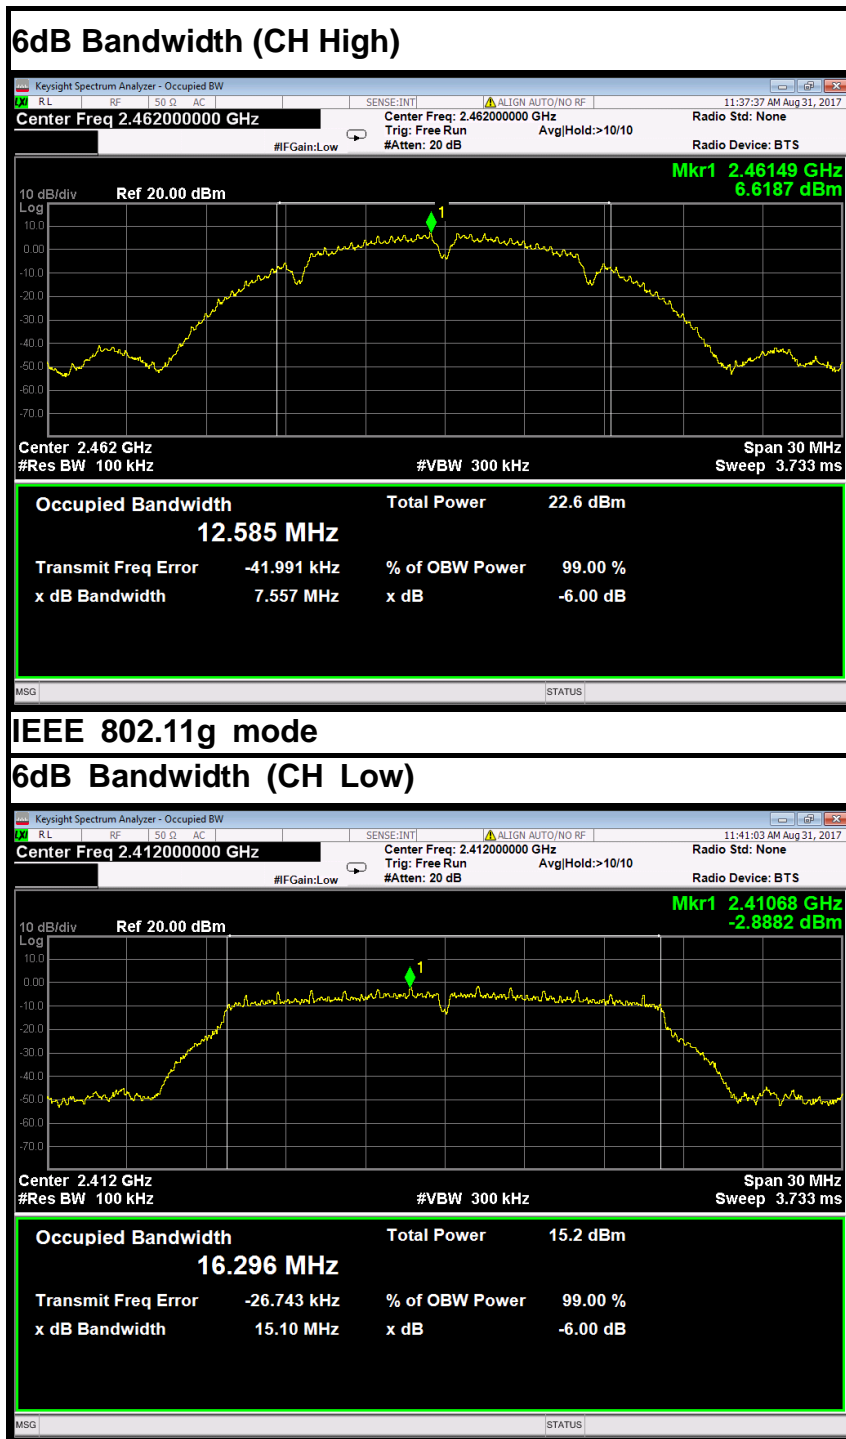 6dB Bandwidth (CH High)
Keysight Spectrum Analyzer - Occupied BW
LXI RL RF 50 Ω AC SENSE:INT ALIGN AUTO/NO RF 11:37:37 AM Aug 31, 2017
Center Freq 2.462000000 GHz Center Freq: 2.462000000 GHz Radio Std: None
Trig: Free Run Avg|Hold:>10/10
#IFGain:Low #Atten: 20 dB Radio Device: BTS
Mkr1 2.46149 GHz
10 dB/div Ref 20.00 dBm 6.6187 dBm
Log
1
10.0
0.00
-10.0
-20.0
-30.0
-40.0
-50.0
-60.0
-70.0
Center 2.462 GHz Span 30 MHz
#Res BW 100 kHz #VBW 300 kHz Sweep 3.733 ms
Occupied Bandwidth Total Power 22.6 dBm
12.585 MHz
Transmit Freq Error -41.991 kHz % of OBW Power 99.00 %
x dB Bandwidth 7.557 MHz x dB -6.00 dB
MSG STATUS
IEEE 802.11g mode
6dB Bandwidth (CH Low)
Keysight Spectrum Analyzer - Occupied BW
LXI RL RF 50 Ω AC SENSE:INT ALIGN AUTO/NO RF 11:41:03 AM Aug 31, 2017
Center Freq 2.412000000 GHz Center Freq: 2.412000000 GHz Radio Std: None
Trig: Free Run Avg|Hold:>10/10
#IFGain:Low #Atten: 20 dB Radio Device: BTS
Mkr1 2.41068 GHz
10 dB/div Ref 20.00 dBm -2.8882 dBm
Log
10.0
1
0.00
-10.0
-20.0
-30.0
-40.0
-50.0
-60.0
-70.0
Center 2.412 GHz Span 30 MHz
#Res BW 100 kHz #VBW 300 kHz Sweep 3.733 ms
Occupied Bandwidth Total Power 15.2 dBm
16.296 MHz
Transmit Freq Error -26.743 kHz % of OBW Power 99.00 %
x dB Bandwidth 15.10 MHz x dB -6.00 dB
MSG STATUS